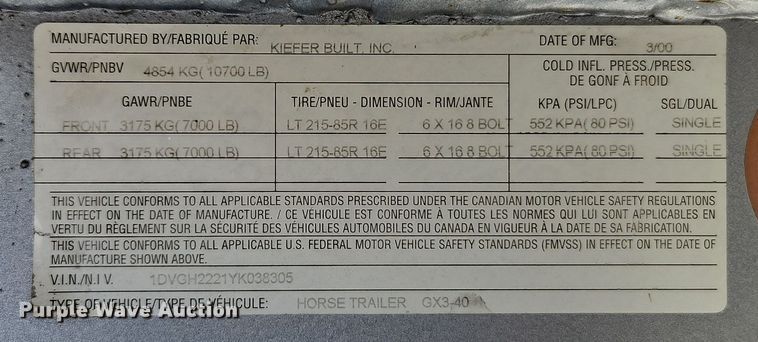 MANUFACTURED BY/FABRIQUÉ PAR: KIEFER BUILT, INC. DATE OF MFG: 3/00
GVWR/PNBV 4854 KG( 10700 LB) COLD INFL. PRESS./PRESS.
DE GONF À FROID
GAWR/PNBE TIRE/PNEU - DIMENSION - RIM/JANTE KPA (PSI/LPC) SGL/DUAL
FRONT 3175 KG( 7000 LB) LT 215-85R 16E 6 X 16 8 BOLT 552 KPA( 80 PSI) SINGLE
REAR 3175 KG( 7000 LB) LT 215-85R 16E 6 X 16 8 BOLT 552 KPA( 80 PSI) SINGLE
THIS VEHICLE CONFORMS TO ALL APPLICABLE STANDARDS PRESCRIBED UNDER THE CANADIAN MOTOR VEHICLE SAFETY REGULATIONS
IN EFFECT ON THE DATE OF MANUFACTURE. / CE VÉHICULE EST CONFORME À TOUTES LES NORMES QUI LUI SONT APPLICABLES EN
VERTU DU RÈGLEMENT SUR LA SÉCURITÉ DES VÉHICULES AUTOMOBILES DU CANADA EN VIGUEUR À LA DATE DE SA FABRICATION.
THIS VEHICLE CONFORMS TO ALL APPLICABLE U.S. FEDERAL MOTOR VEHICLE SAFETY STANDARDS (FMVSS) IN EFFECT ON THE DATE OF
MANUFACTURE SHOWN ABOVE.
V.I.N./N.I V. 1DVGH2221YK038305
TYPE OF VEHICLE/TYPE DE VÉHICULE: HORSE TRAILER GX3-40
Purple Wave Auction